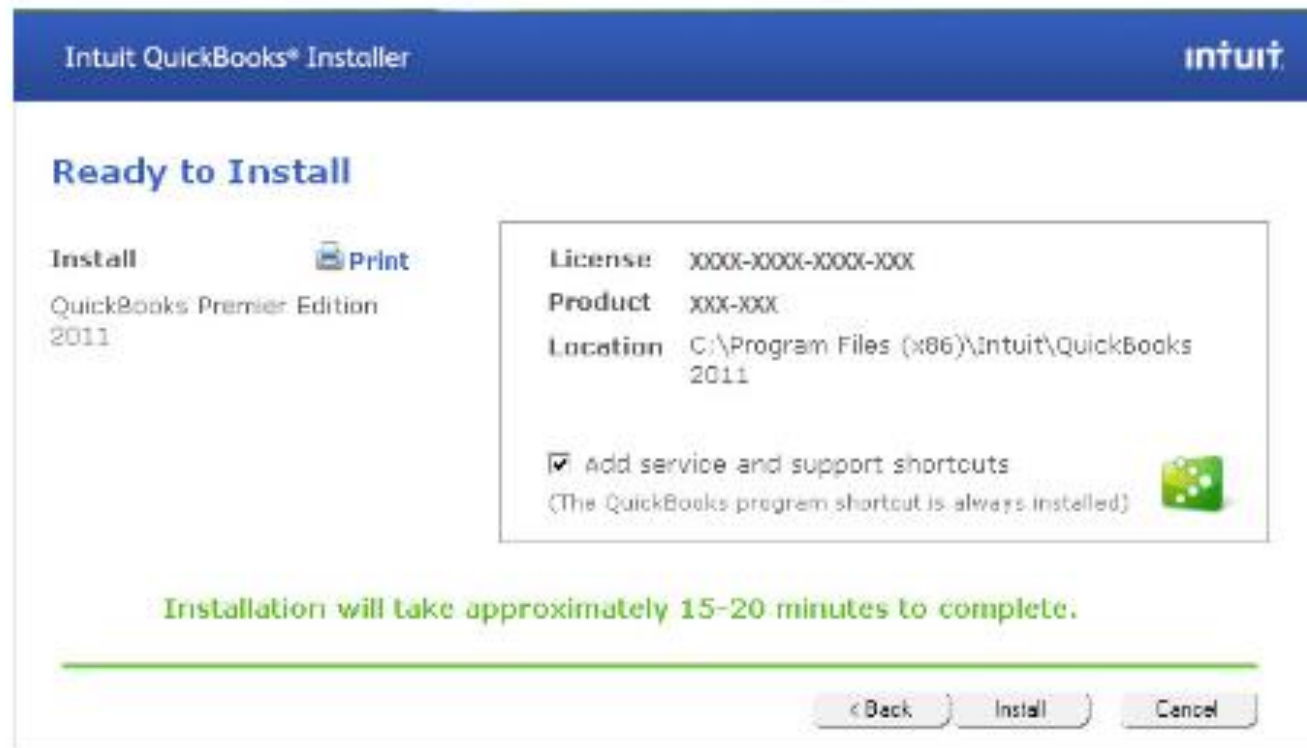 Intuit QuickBooks® Installer
intuit.
Ready to Install
Install
Print
QuickBooks Premier Edition
2011
License XXXX-XXXX-XXXX-XXX
Product XXX-XXX
Location C:\Program Files (x86)\Intuit\QuickBooks
2011
Add service and support shortcuts
(The QuickBooks program shortcut is always installed)
Installation will take approximately 15-20 minutes to complete.
< Back
Install
Cancel